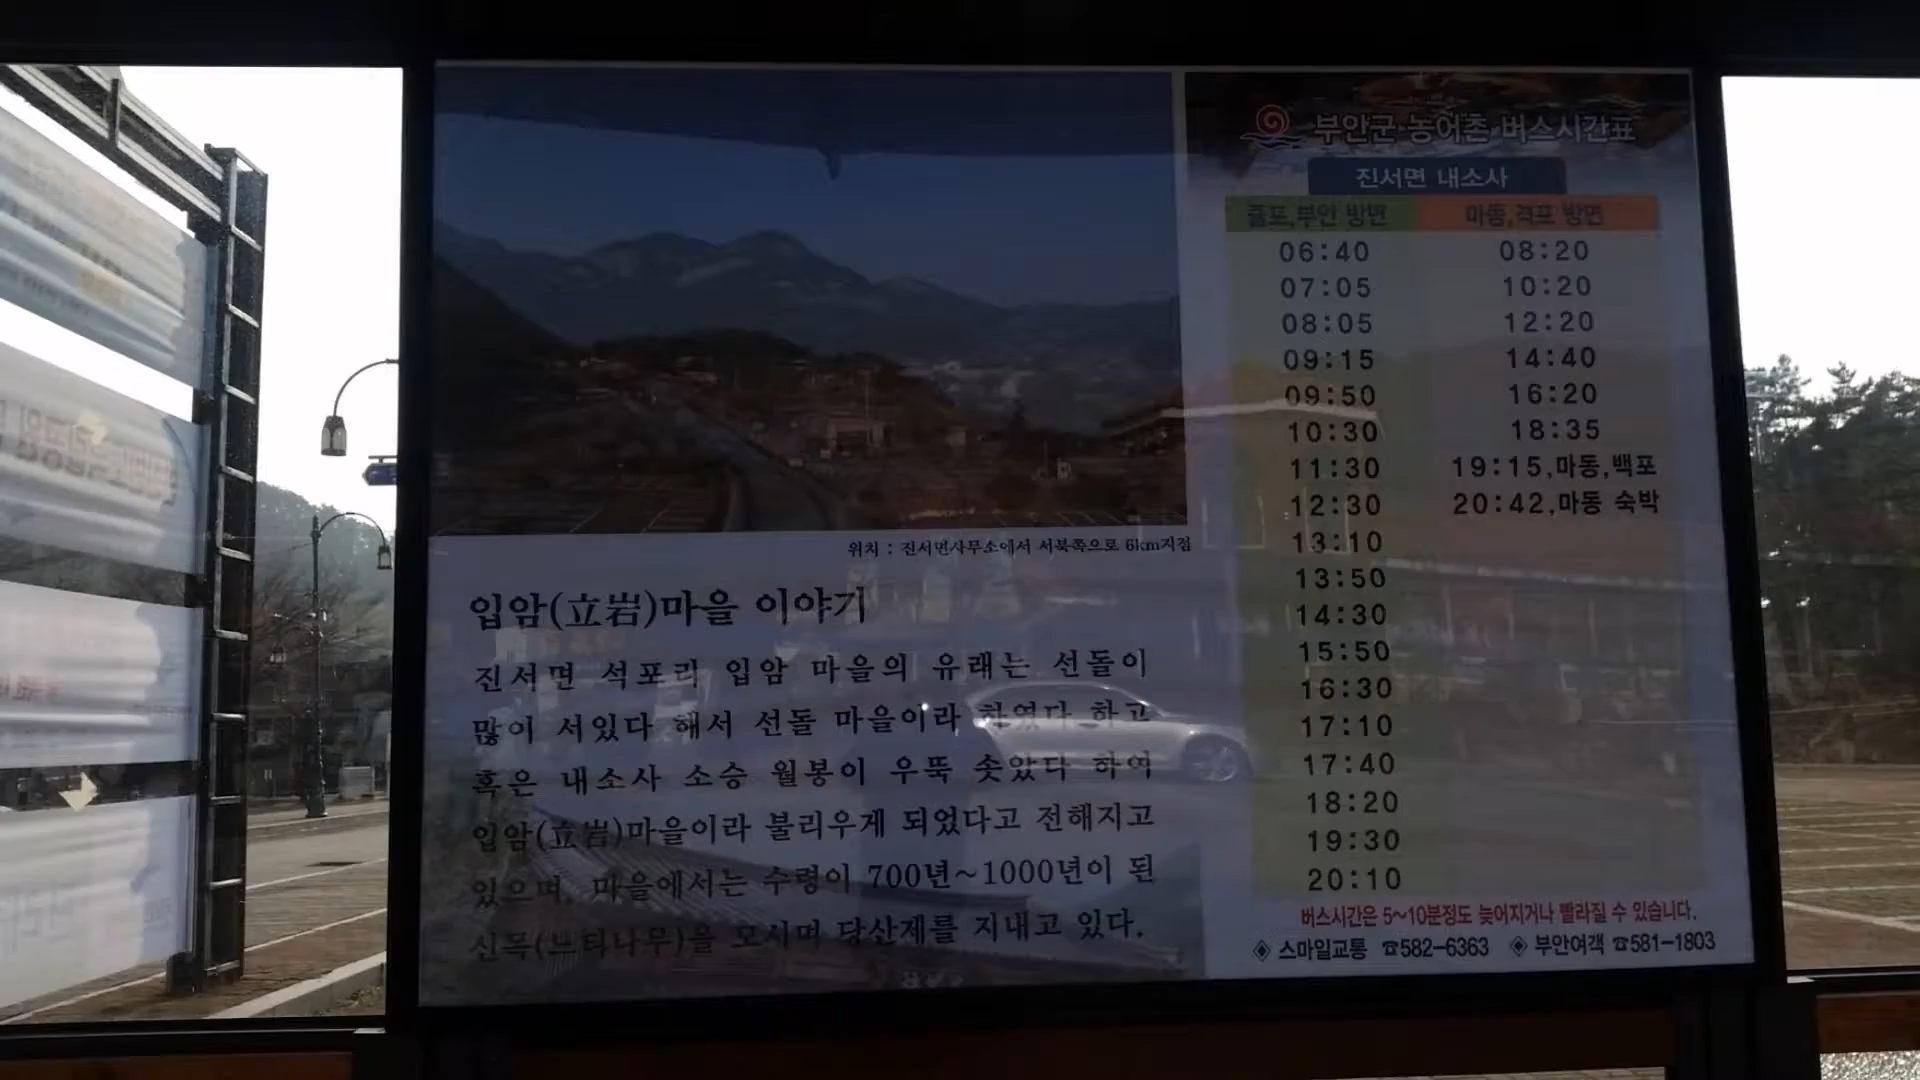 위치 : 진서면사무소에서 서북쪽으로 6km지점
입암(立岩)마을 이야기
진서면 석포리 입암 마을의 유래는 선돌이
많이 서있다 해서 선돌 마을이라 하였다 하고
혹은 내소사 소승 월봉이 우뚝 솟았다 하여
입암(立岩)마을이라 불리우게 되었다고 전해지고
있으며, 마을에서는 수령이 700년~1000년이 된
신목(느티나무)을 모시며 당산제를 지내고 있다.
부안군 농어촌 버스시간표
진서면 내소사
줄포,부안 방면 마동,격포 방면
06:40 08:20
07:05 10:20
08:05 12:20
09:15 14:40
09:50 16:20
10:30 18:35
11:30 19:15,마동,백포
12:30 20:42,마동 숙박
13:10
13:50
14:30
15:50
16:30
17:10
17:40
18:20
19:30
20:10
버스시간은 5~10분정도 늦어지거나 빨라질 수 있습니다.
◈ 스마일교통 ☎582-6363 ◈ 부안여객 ☎581-1803